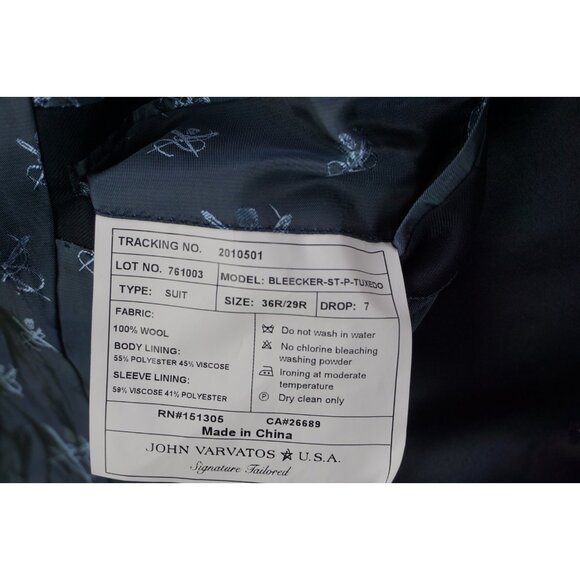 TRACKING NO. 2010501
LOT NO. 761003 MODEL: BLEECKER-ST-P-TUXEDO
TYPE: SUIT SIZE: 36R/29R DROP: 7
FABRIC:
100% WOOL
BODY LINING:
55% POLYESTER 45% VISCOSE
SLEEVE LINING:
59% VISCOSE 41% POLYESTER
Do not wash in water
No chlorine bleaching
washing powder
Ironing at moderate
temperature
P Dry clean only
RN#151305 CA#26689
Made in China
JOHN VARVATOS ★ U.S.A.
Signature Tailored